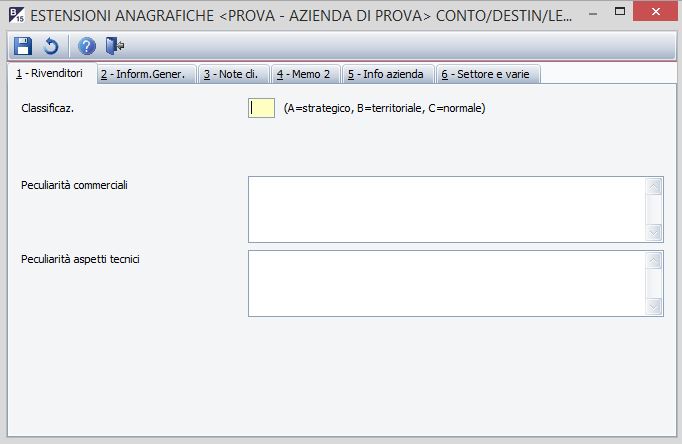 B 15 ESTENSIONI ANAGRAFICHE <PROVA - AZIENDA DI PROVA> CONTO/DESTIN/LE...
1 - Rivenditori 2 - Inform.Gener. 3 - Note cli. 4 - Memo 2 5 - Info azienda 6 - Settore e varie
Classificaz. (A=strategico, B=territoriale, C=normale)
Peculiarità commerciali
Peculiarità aspetti tecnici